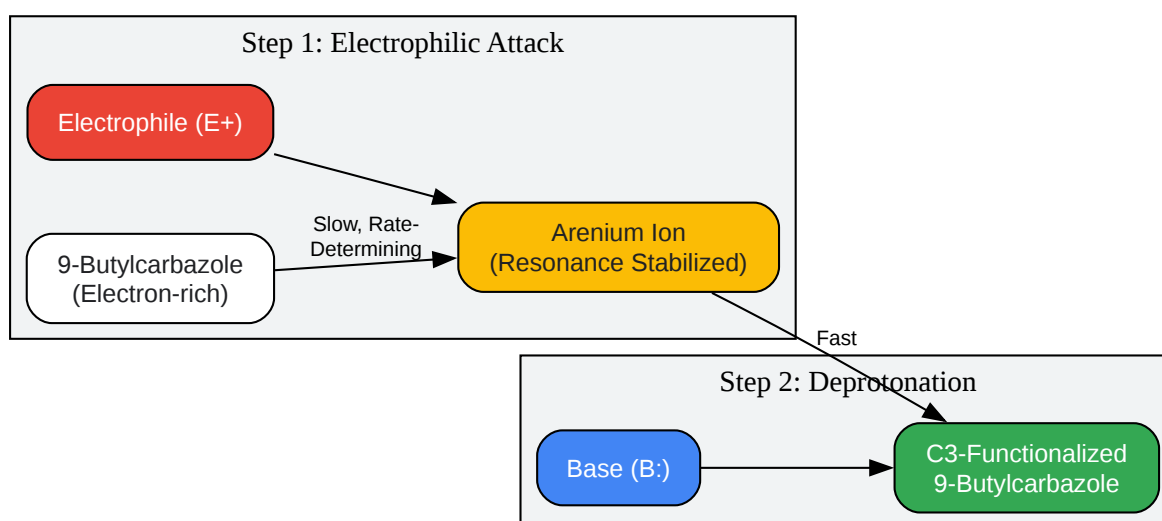 Step 1: Electrophilic Attack
Electrophile (E+)
Slow, Rate-
Determining
9-Butylcarbazole
(Electron-rich)
Arenium Ion
(Resonance Stabilized)
Fast
Step 2: Deprotonation
Base (B:)
C3-Functionalized
9-Butylcarbazole